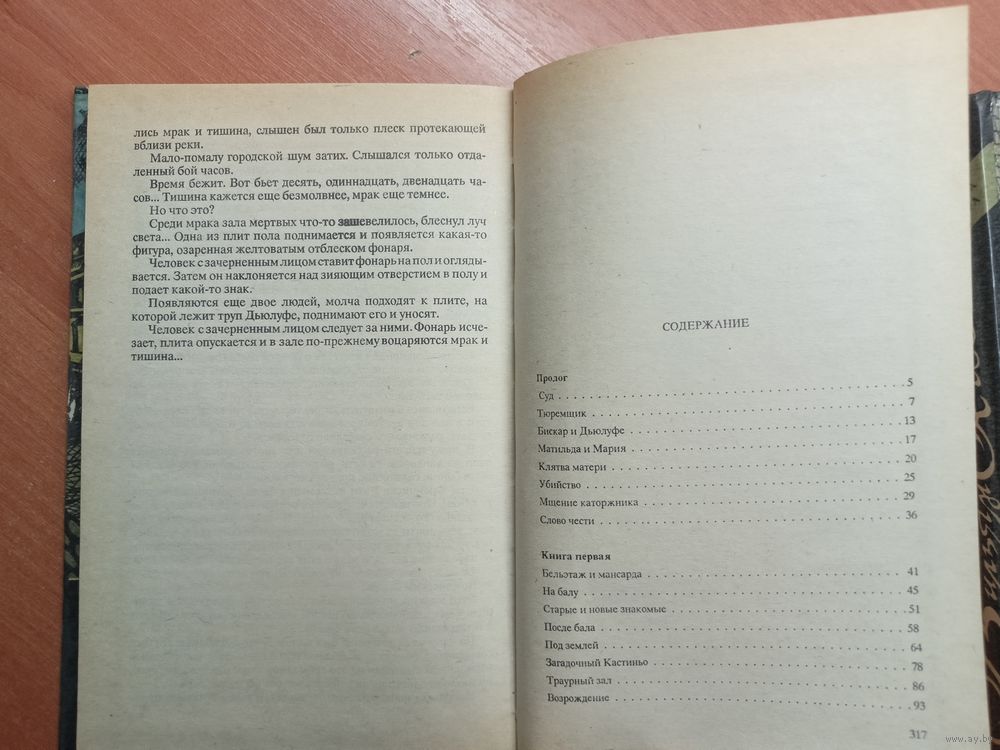 лись мрак и тишина, слышен был только плеск протекающей
вблизи реки.
Мало-помалу городской шум затих. Слышался только отда-
ленный бой часов.
Время бежит. Вот бьет десять, одиннадцать, двенадцать ча-
сов... Тишина кажется еще безмолвнее, мрак еще темнее.
Но что это?
Среди мрака зала мертвых что-то зашевелилось, блеснул луч
света... Одна из плит пола поднимается и появляется какая-то
фигура, озаренная желтоватым отблеском фонаря.
Человек с зачерненным лицом ставит фонарь на пол и огляды-
вается. Затем он наклоняется над зияющим отверстием в полу и
подает какой-то знак.
Появляются еще двое людей, молча подходят к плите, на
которой лежит труп Дьюлуфе, поднимают его и уносят.
Человек с зачерненным лицом следует за ними. Фонарь исче-
зает, плита опускается и в зале по-прежнему воцаряются мрак и
тишина...
СОДЕРЖАНИЕ
Пролог . . . 5
Суд . . . 7
Тюремщик . . . 13
Бискар и Дьюлуфе . . . 17
Матильда и Мария . . . 20
Клятва матери . . . 25
Убийство . . . 29
Мщение каторжника . . . 36
Слово чести
Книга первая
Бельэтаж и мансарда . . . 41
На балу . . . 45
Старые и новые знакомые . . . 51
После бала . . . 58
Под землей . . . 64
Загадочный Кастиньо . . . 78
Траурный зал . . . 86
Возрождение . . . 93
317
www.ay.by